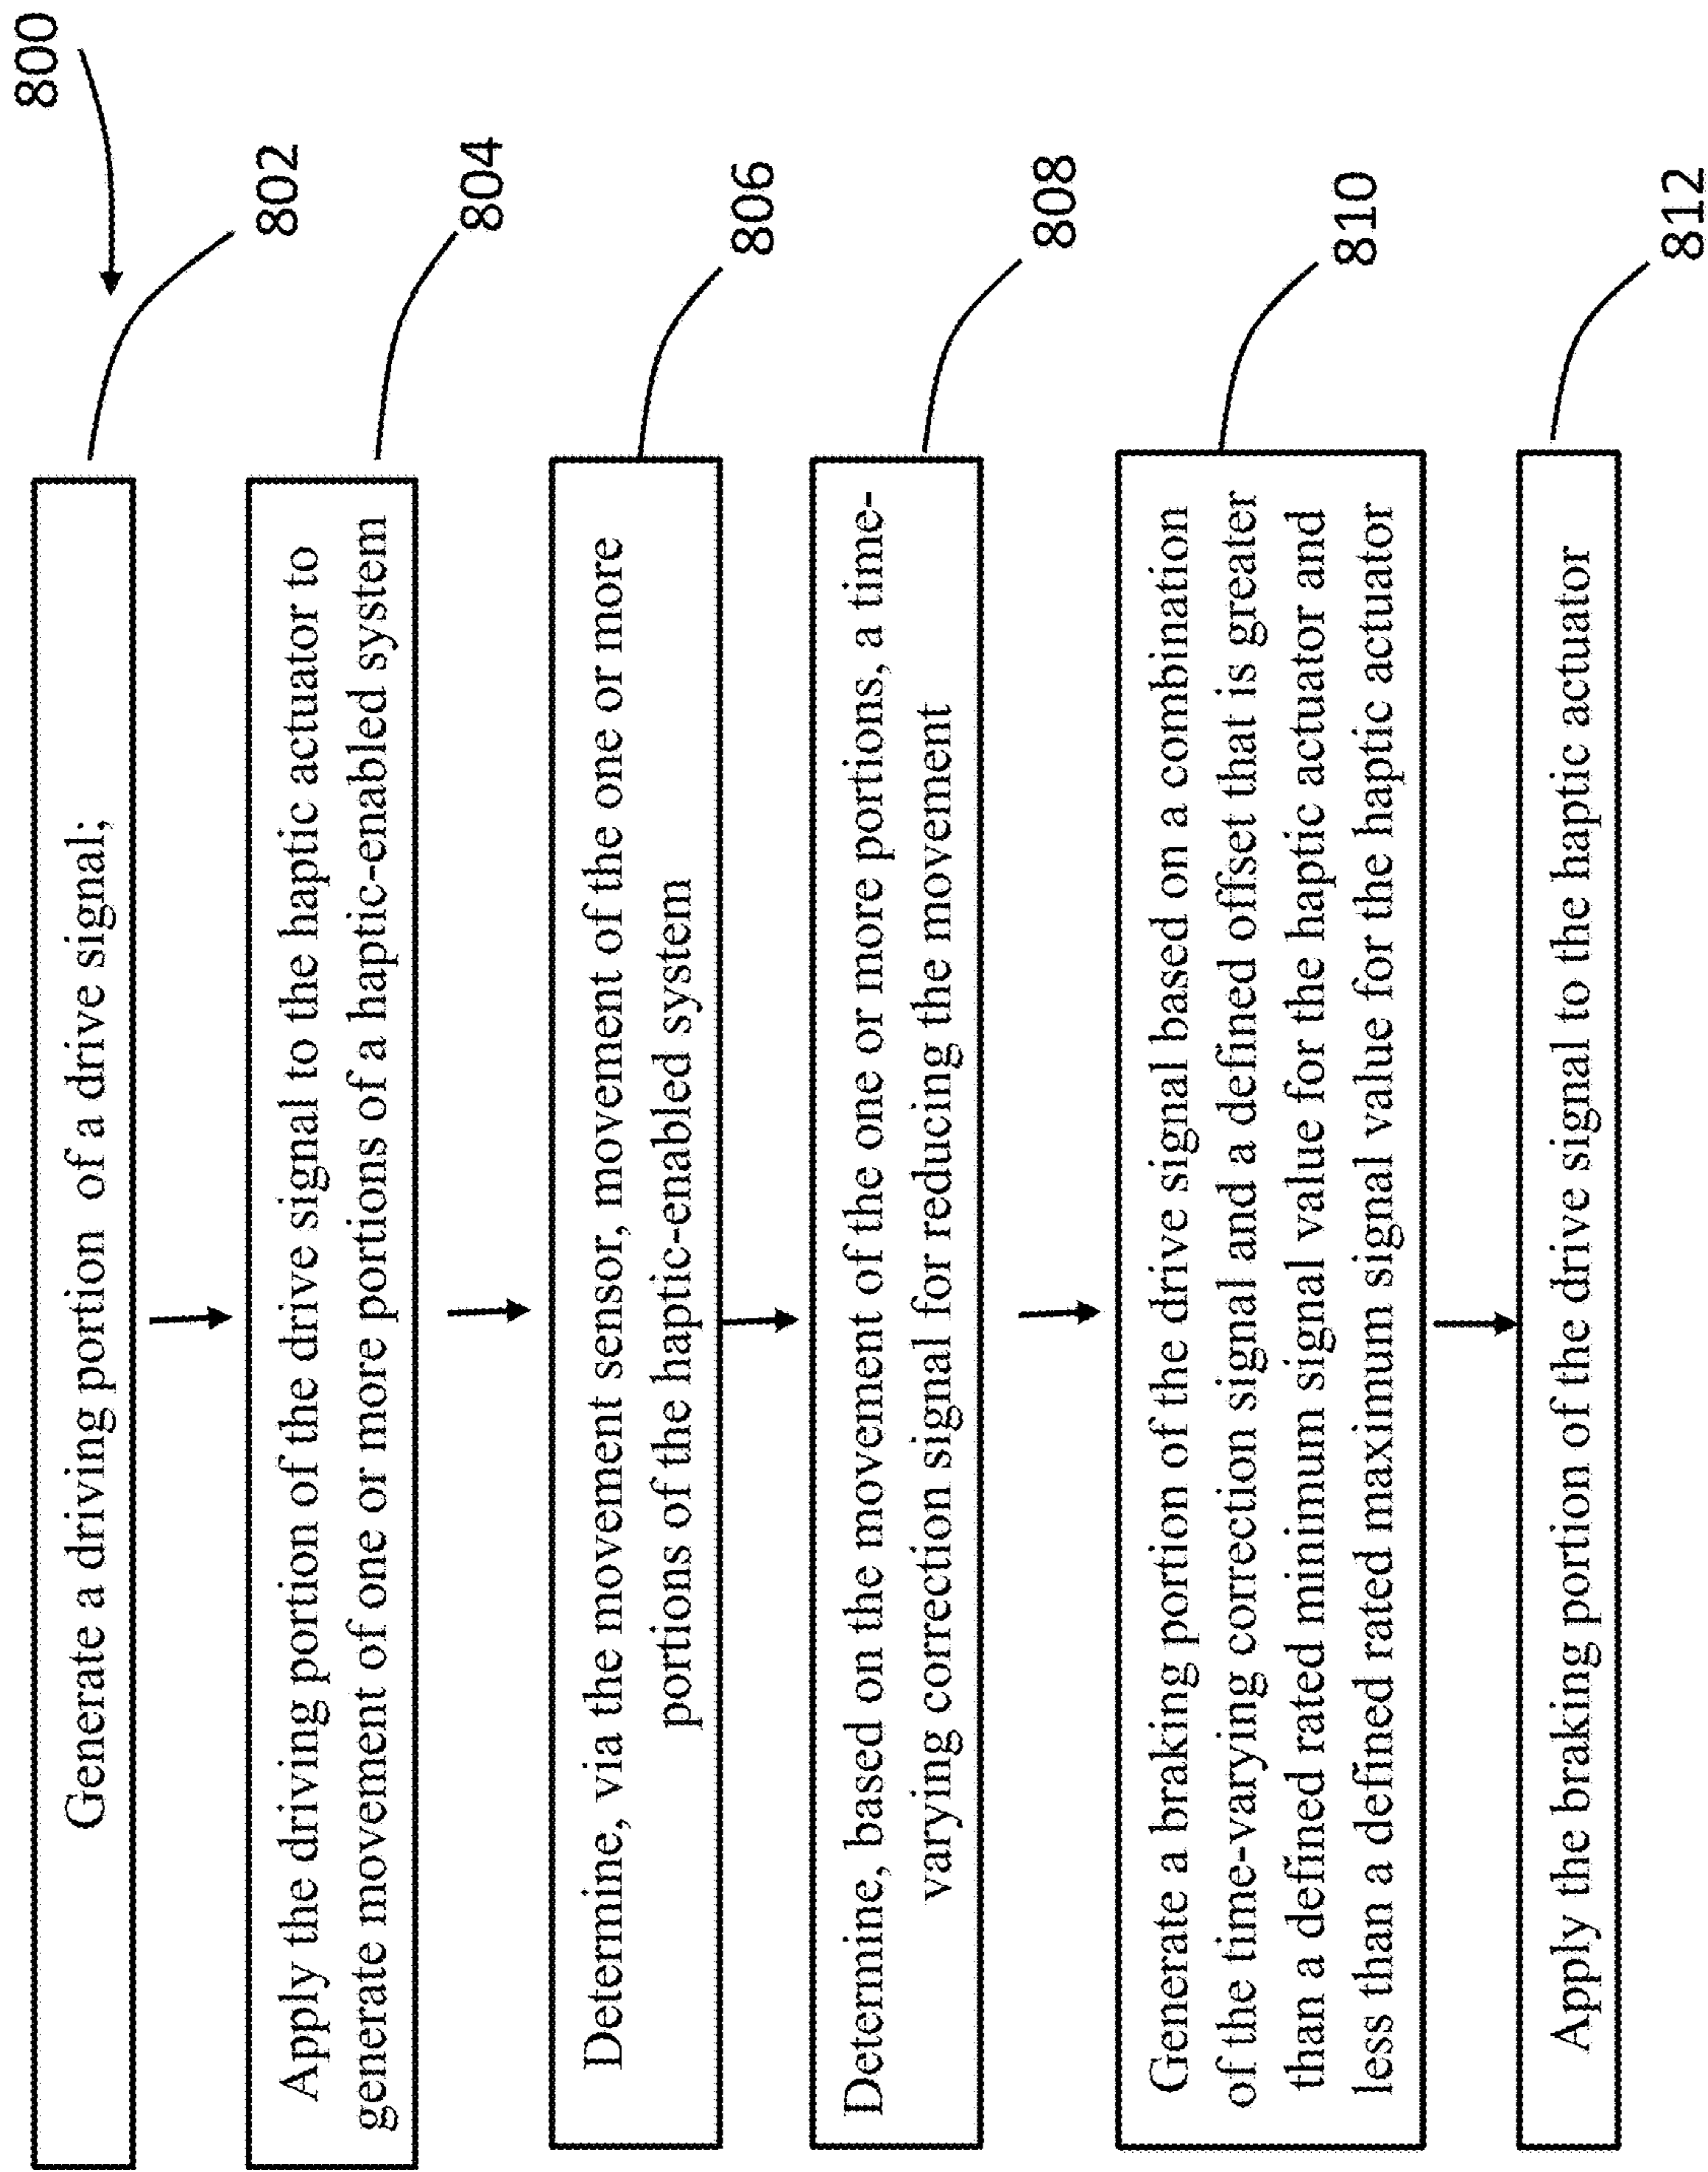 800
Generate a driving portion of a drive signal;
802
Apply the driving portion of the drive signal to the haptic actuator to
generate movement of one or more portions of a haptic-enabled system
804
Determine, via the movement sensor, movement of the one or more
portions of the haptic-enabled system
806
Determine, based on the movement of the one or more portions, a time-
varying correction signal for reducing the movement
808
Generate a braking portion of the drive signal based on a combination
of the time-varying correction signal and a defined offset that is greater
than a defined rated minimum signal value for the haptic actuator and
less than a defined rated maximum signal value for the haptic actuator
810
Apply the braking portion of the drive signal to the haptic actuator
812